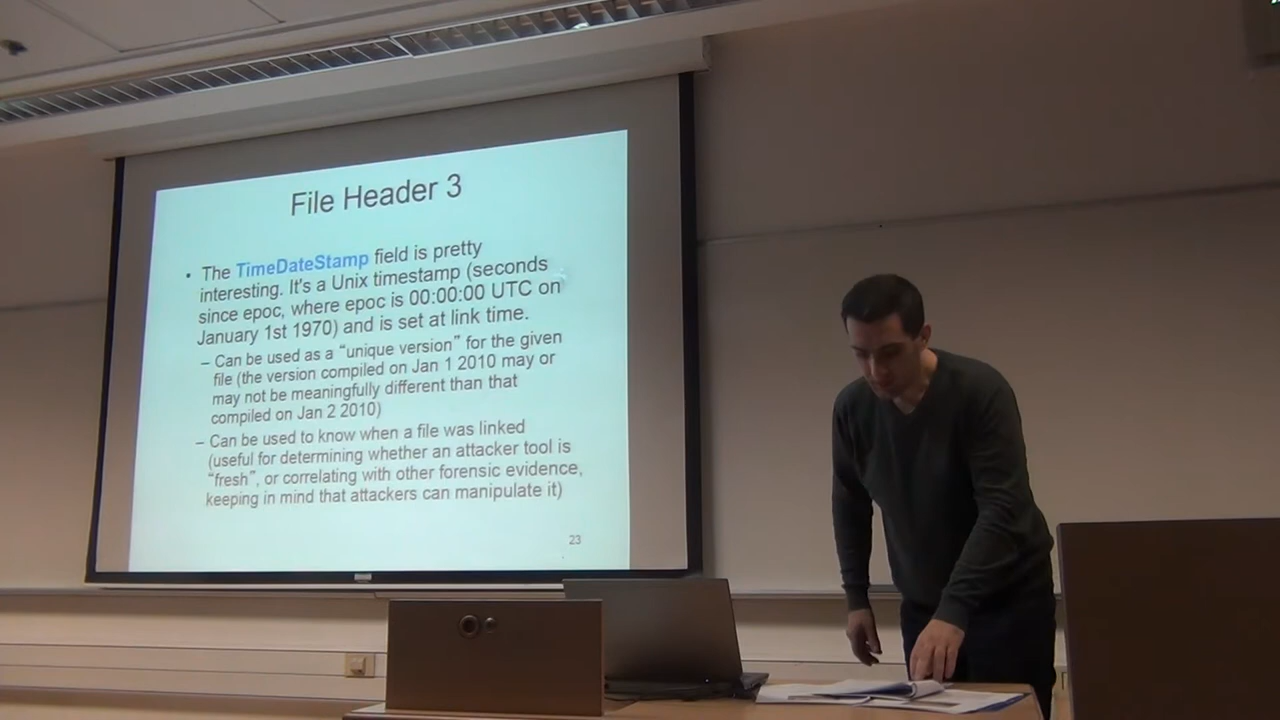 File Header 3
• The TimeDateStamp field is pretty
interesting. It's a Unix timestamp (seconds
since epoc, where epoc is 00:00:00 UTC on
January 1st 1970) and is set at link time.
– Can be used as a “unique version” for the given
file (the version compiled on Jan 1 2010 may or
may not be meaningfully different than that
compiled on Jan 2 2010)
– Can be used to know when a file was linked
(useful for determining whether an attacker tool is
“fresh”, or correlating with other forensic evidence,
keeping in mind that attackers can manipulate it)
23